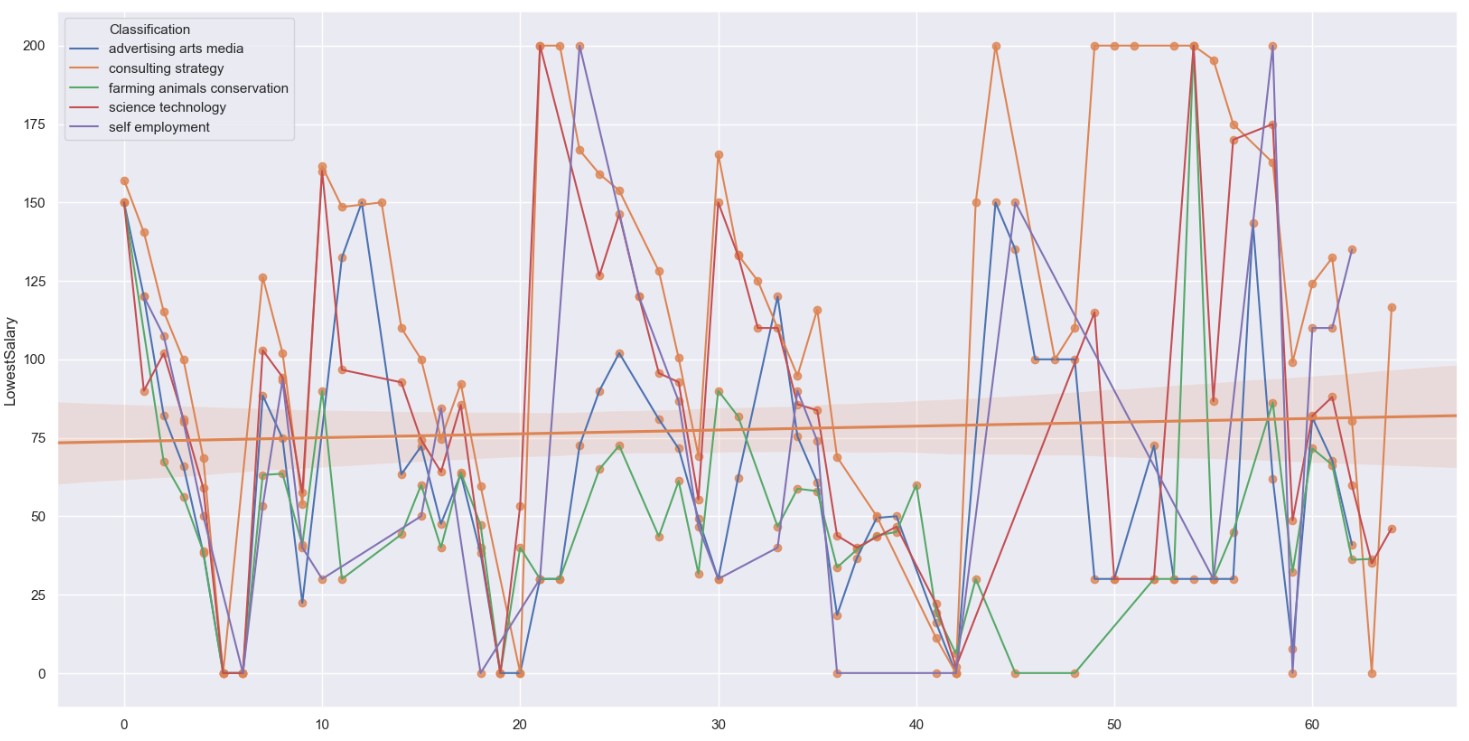 Classification
advertising arts media
consulting strategy
farming animals conservation
science technology
self employment
LowestSalary
200
175
150
125
100
75
50
25
0
0 10 20 30 40 50 60